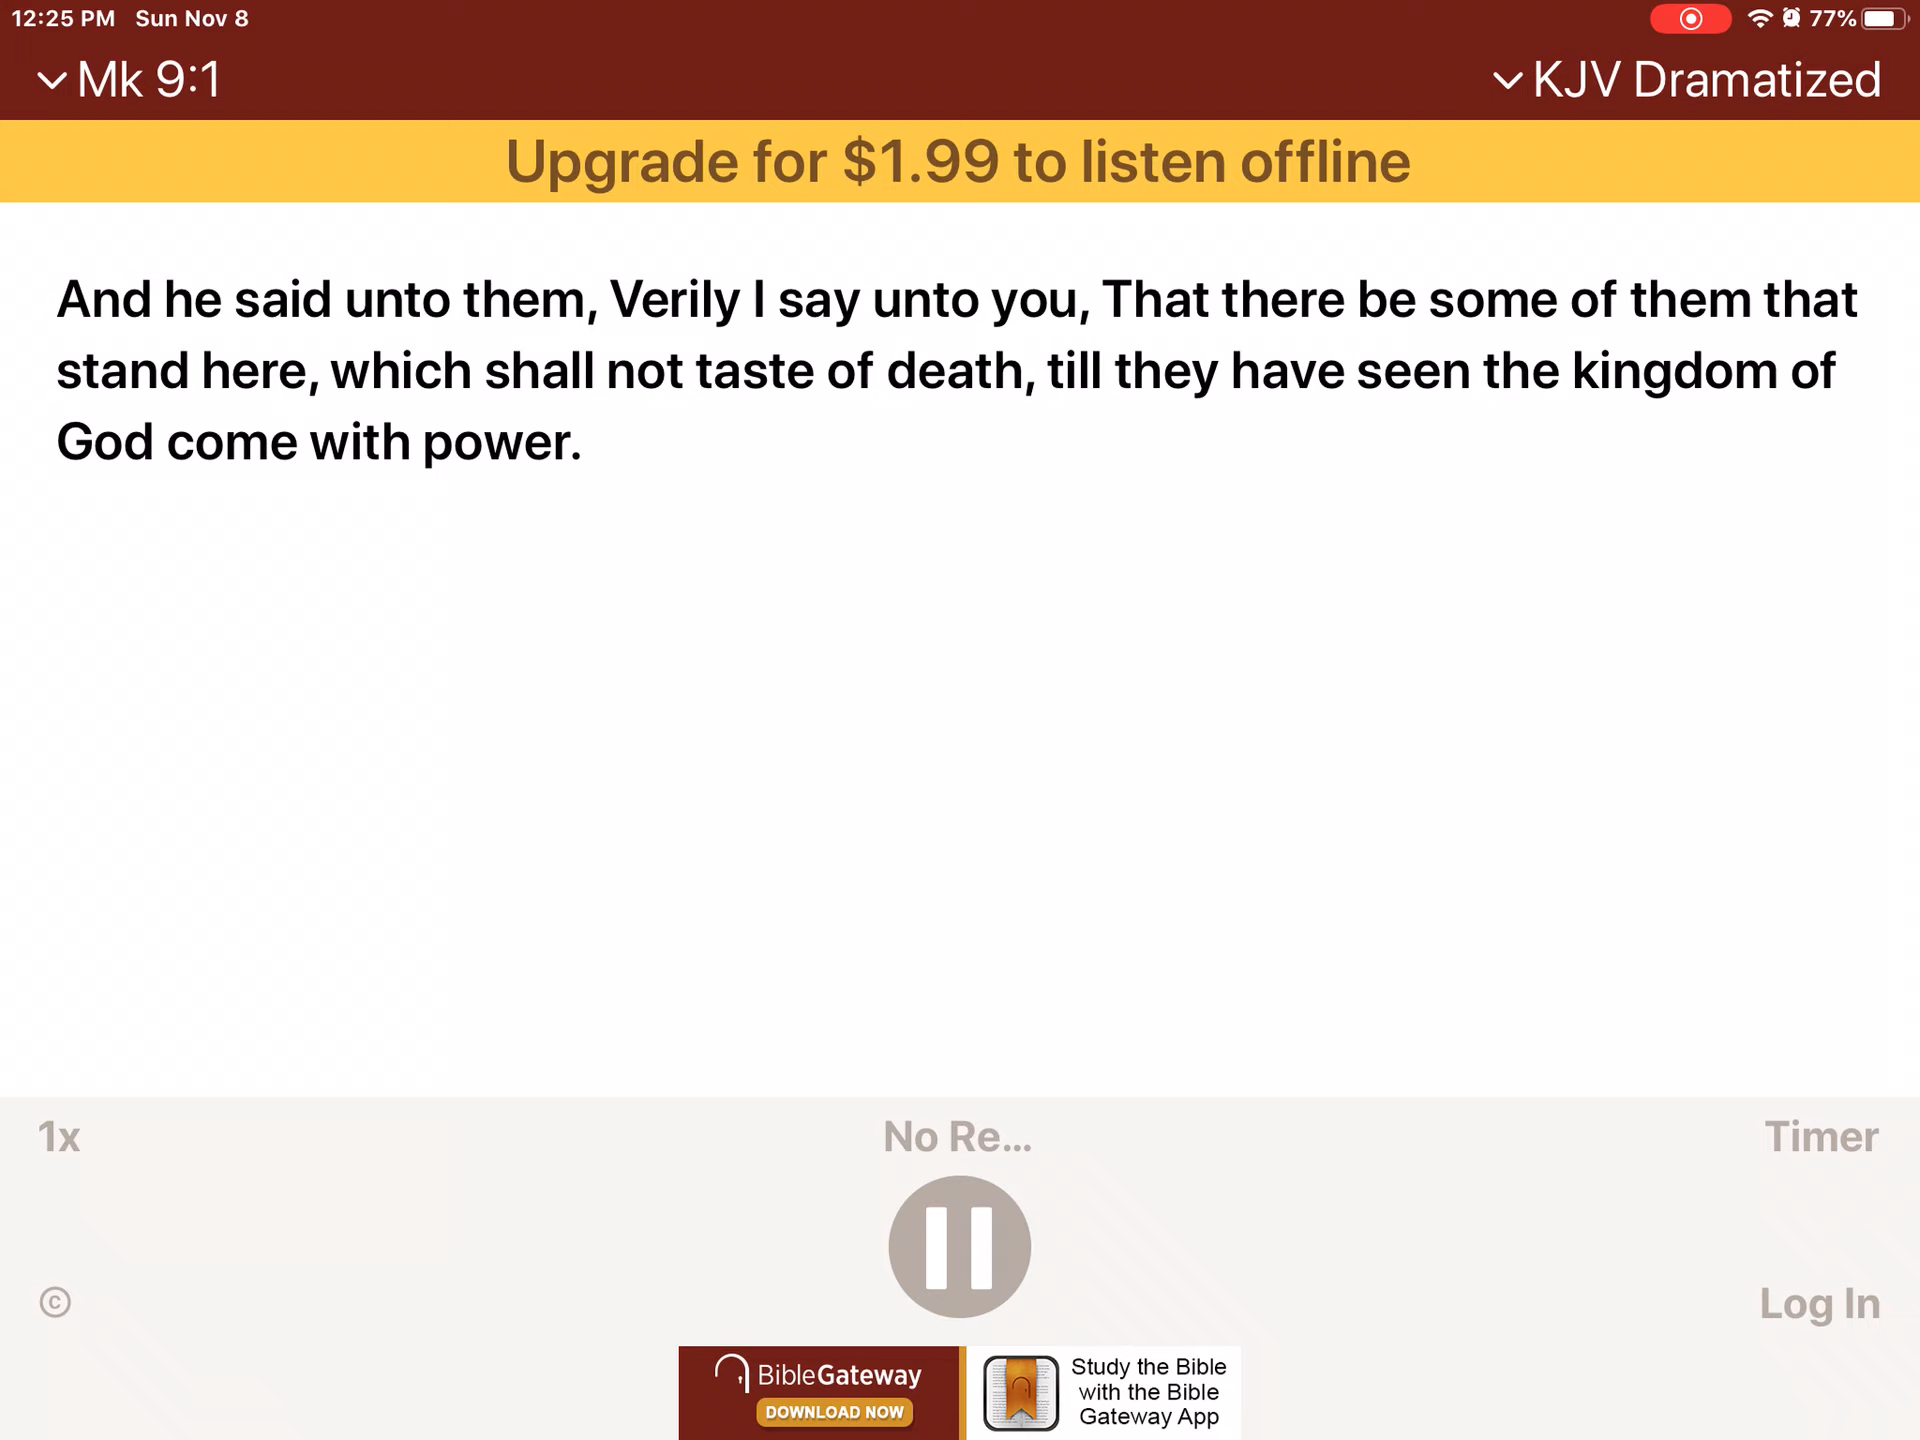 12:25 PM Sun Nov 8 77%
Mk 9:1 KJV Dramatized
Upgrade for $1.99 to listen offline
And he said unto them, Verily I say unto you, That there be some of them that
stand here, which shall not taste of death, till they have seen the kingdom of
God come with power.
1x No Re... Timer
©
Log In
BibleGateway
DOWNLOAD NOW
Study the Bible
with the Bible
Gateway App